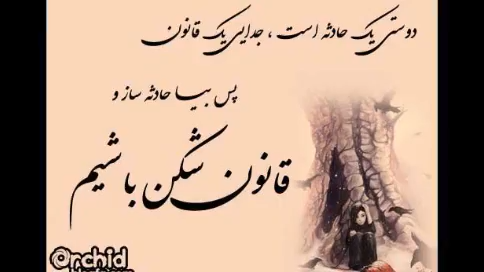 دوستی یک حادثه است ، جدایی یک قانون
پس بیا حادثه ساز و
قانون شکن باشیم
Orchid